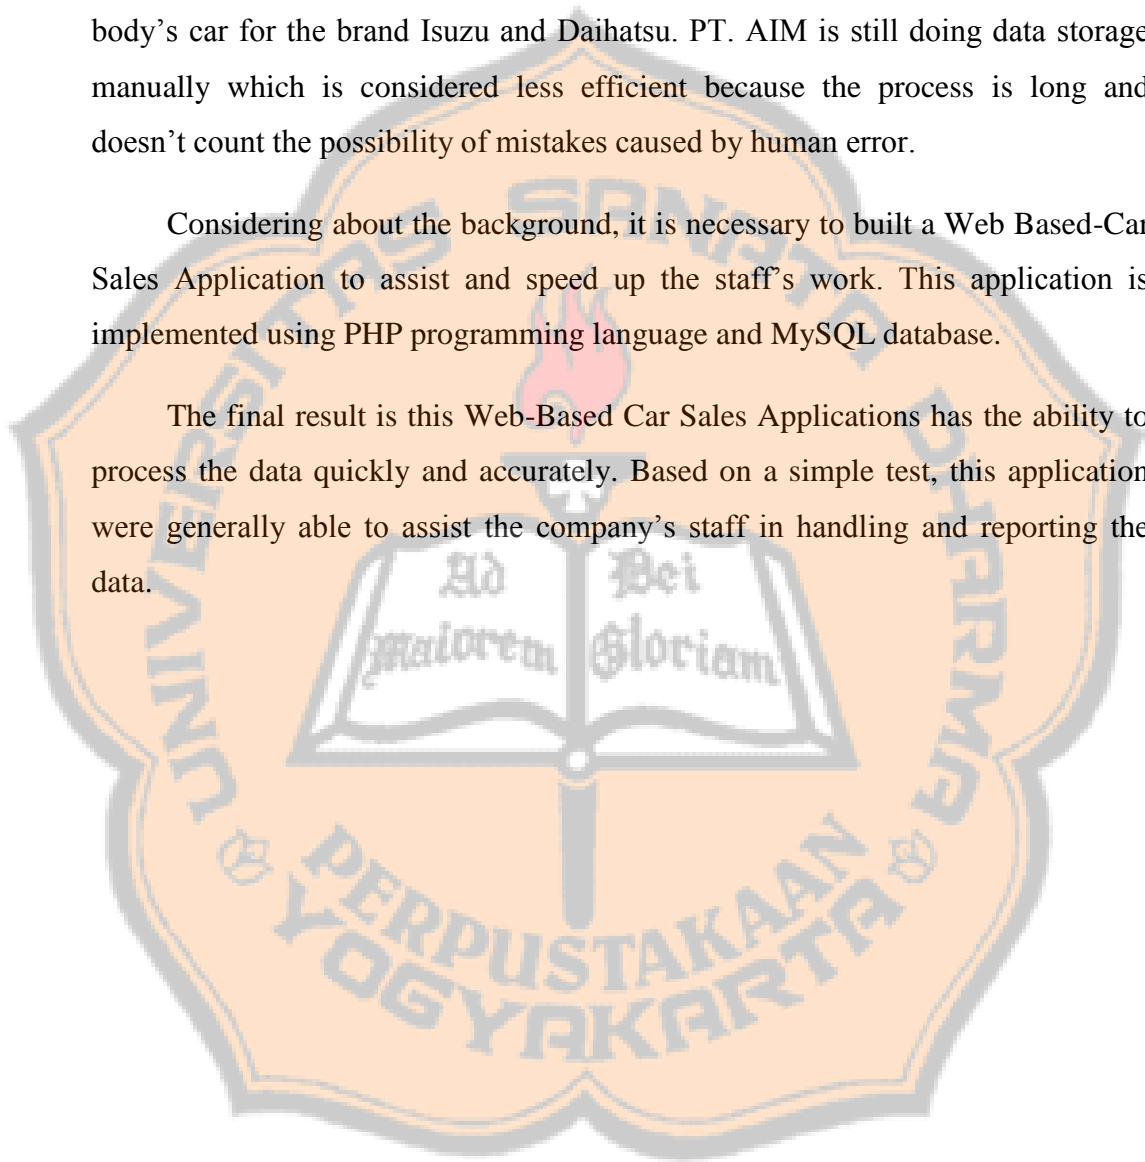 body’s car for the brand Isuzu and Daihatsu. PT. AIM is still doing data storage
manually which is considered less efficient because the process is long and
doesn’t count the possibility of mistakes caused by human error.
Considering about the background, it is necessary to built a Web Based-Car
Sales Application to assist and speed up the staff’s work. This application is
implemented using PHP programming language and MySQL database.
The final result is this Web-Based Car Sales Applications has the ability to
process the data quickly and accurately. Based on a simple test, this application
were generally able to assist the company’s staff in handling and reporting the
data.
UNIVERSITAS SANATA DHARMA
Ad
maiorem
Dei
Gloriam
PERPUSTAKAAN
YOGYAKARTA